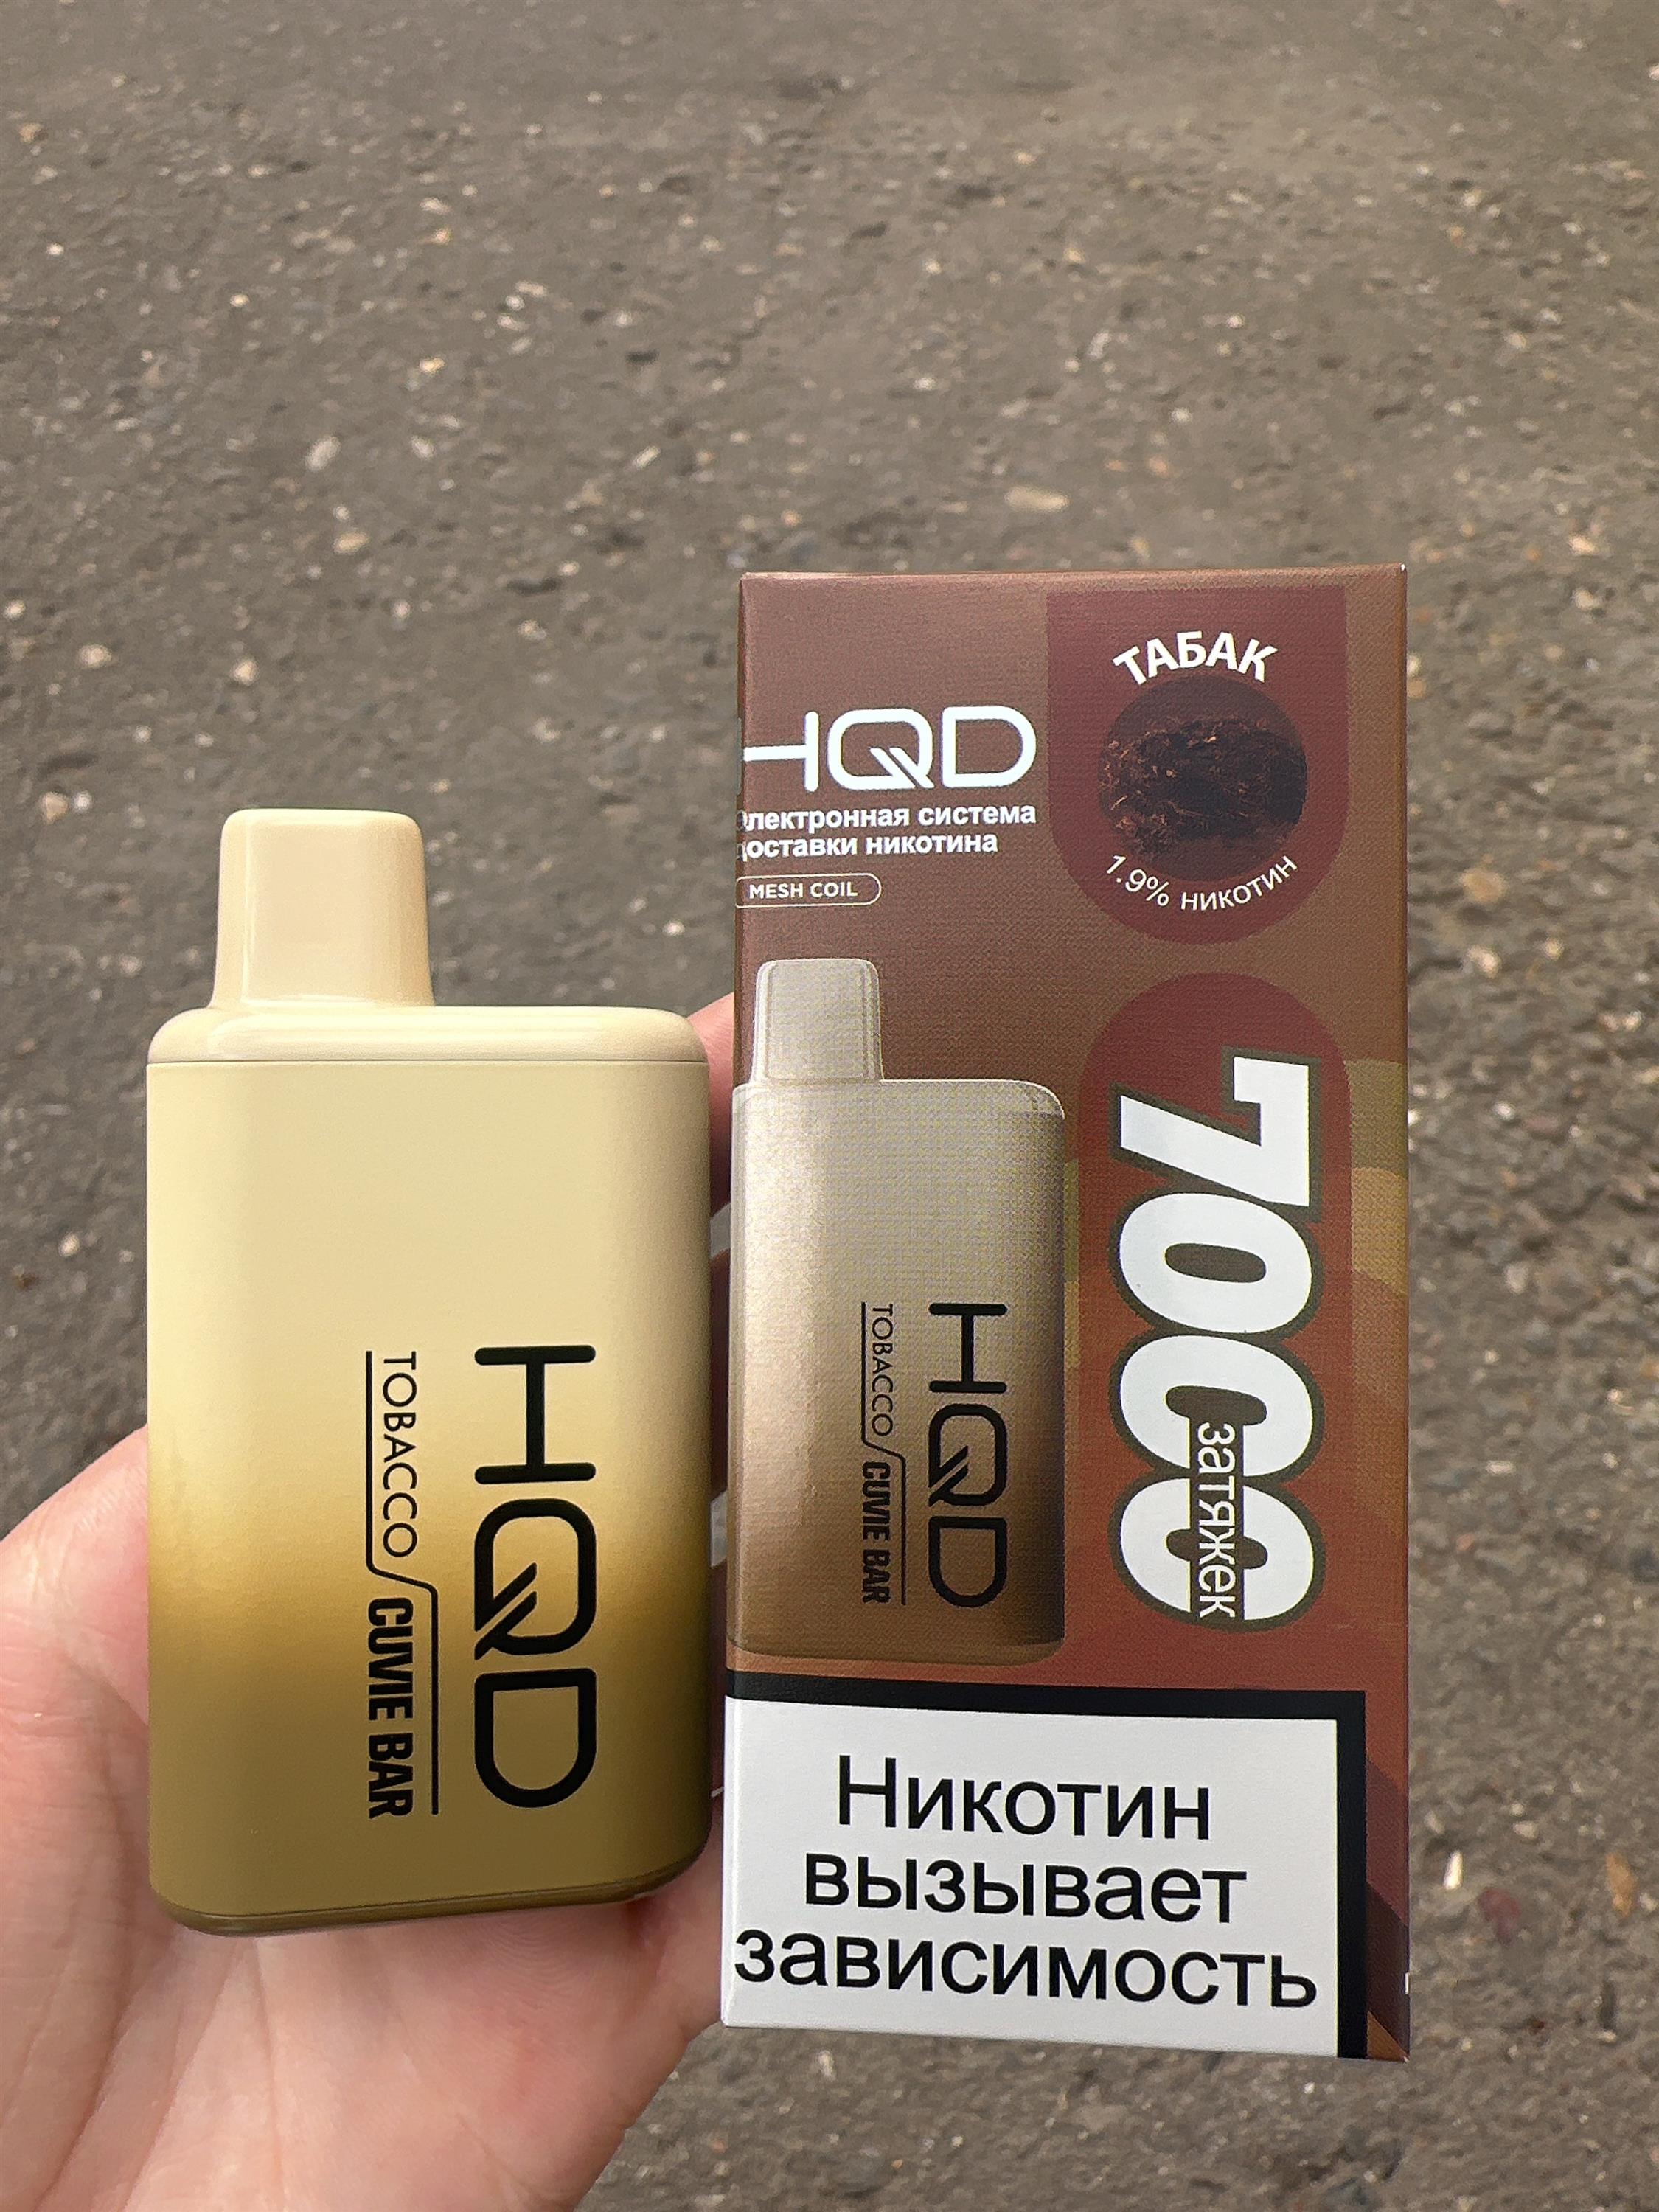 HQD
TOBACCO CUVIE BAR
ТАБАК
1.9% НИКОТИН
HQD
электронная система
доставки никотина
MESH COIL
7000
затяжек
HQD
TOBACCO CUVIE BAR
Никотин
вызывает
зависимость